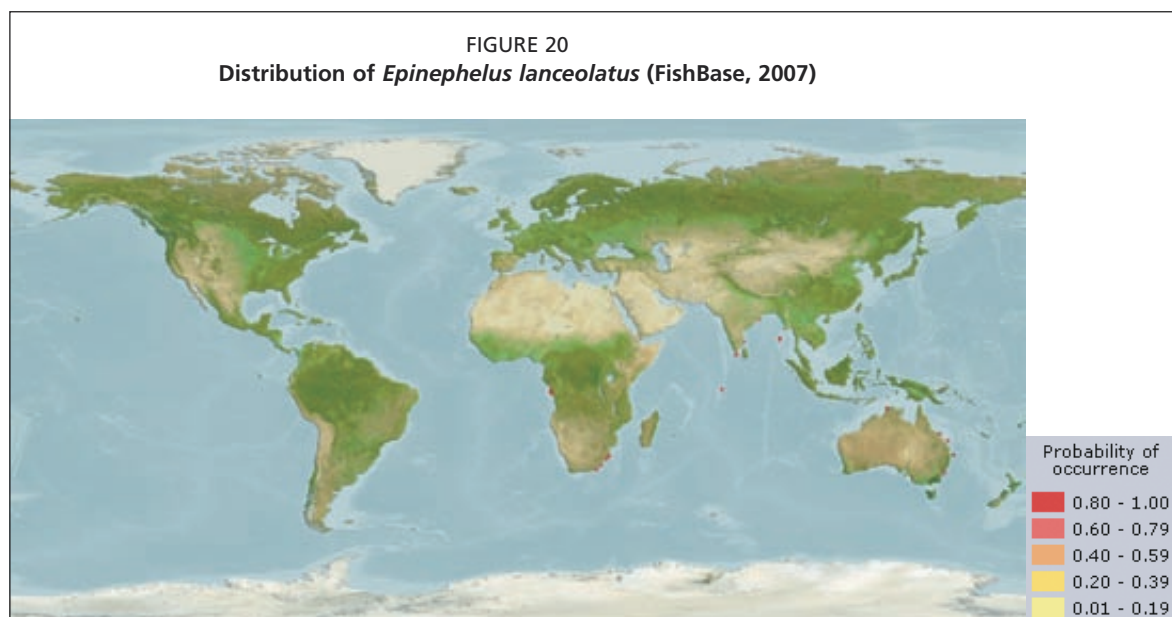 FIGURE 20
Distribution of Epinephelus lanceolatus (FishBase, 2007)
Probability of
occurrence
0.80 - 1.00
0.60 - 0.79
0.40 - 0.59
0.20 - 0.39
0.01 - 0.19